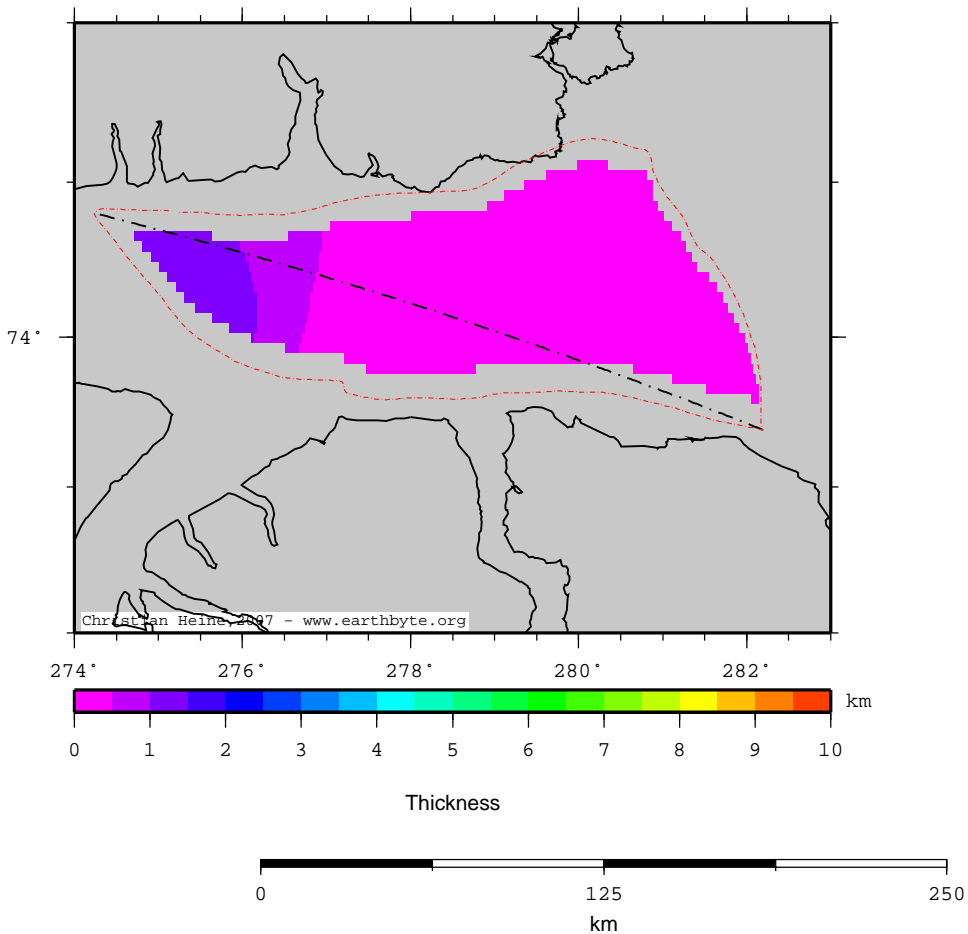 74°
Christian Heine, 2007 - www.earthbyte.org
274° 276° 278° 280° 282°
km
0 1 2 3 4 5 6 7 8 9 10
Thickness
0 125 250
km